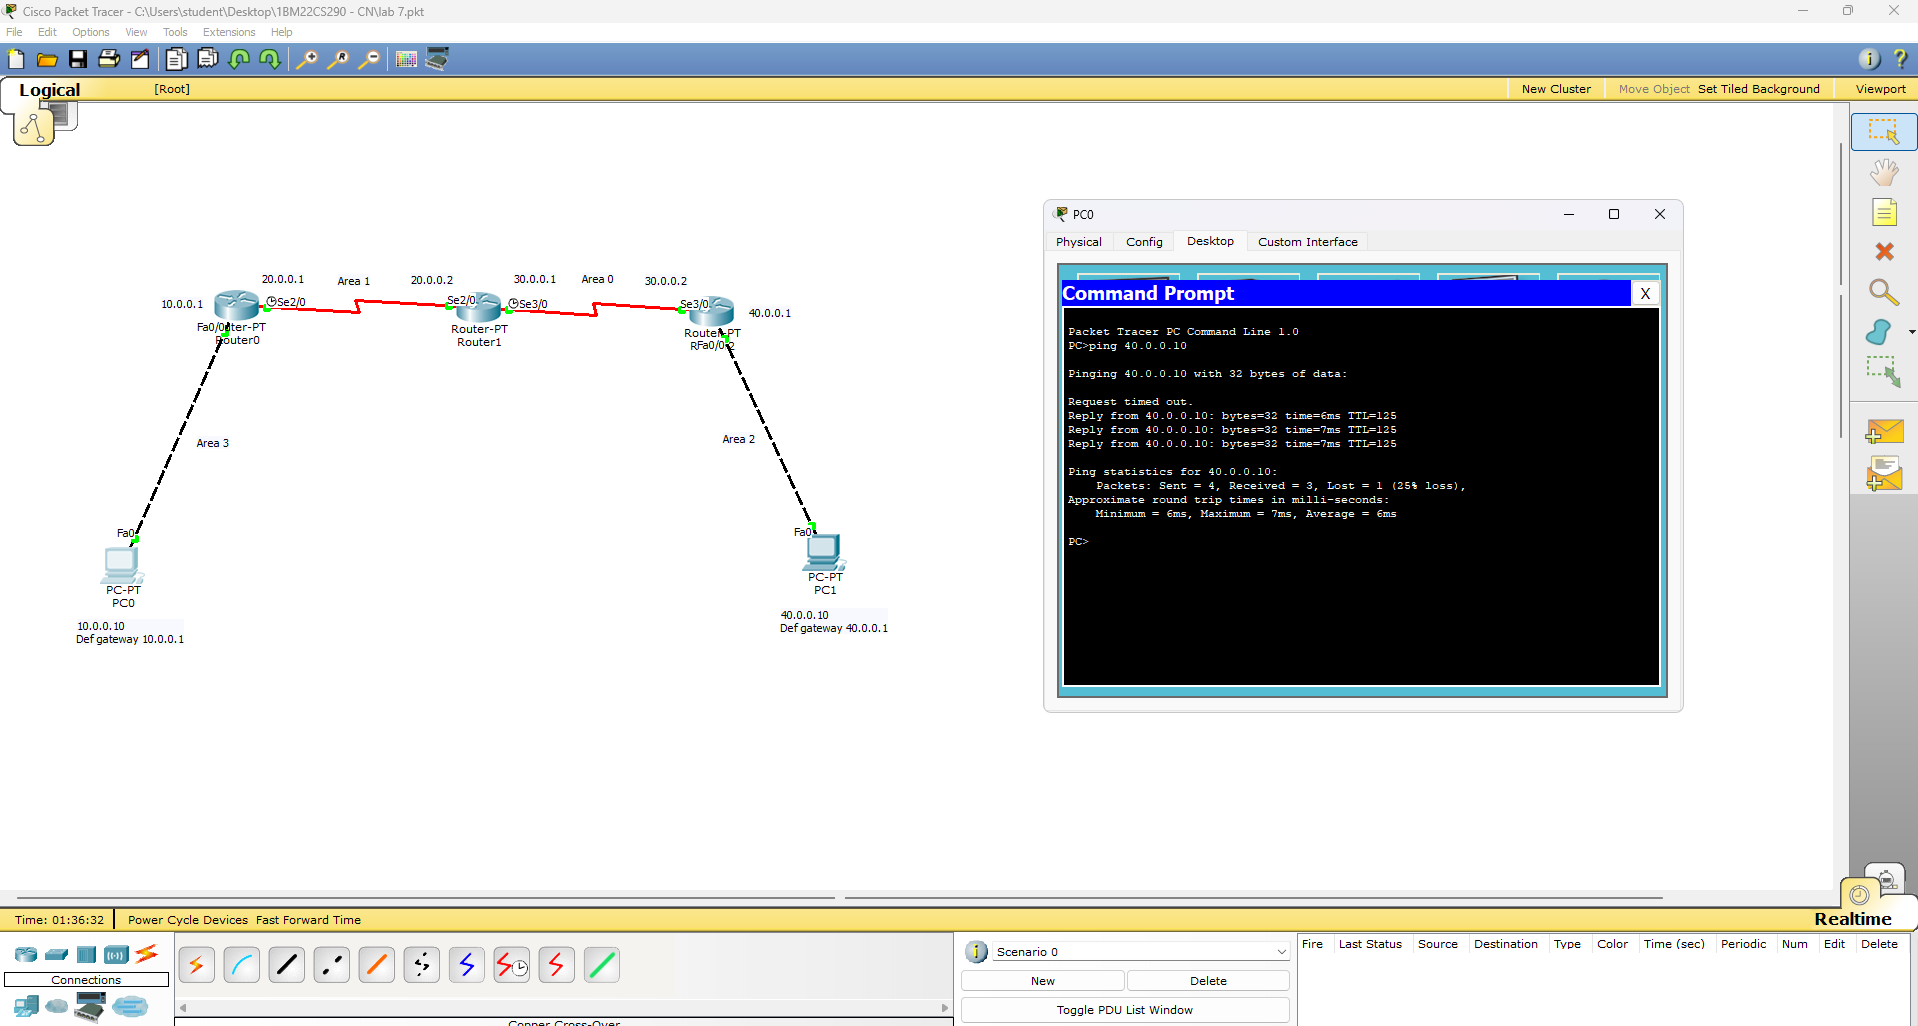 Cisco Packet Tracer - C:\Users\student\Desktop\1BM22CS290 - CN\lab 7.pkt
File Edit Options View Tools Extensions Help
Logical [Root] New Cluster Move Object Set Tiled Background Viewport
20.0.0.1 Area 1 20.0.0.2 30.0.0.1 Area 0 30.0.0.2
10.0.0.1 Se2/0 Se2/0 Se3/0 Se3/0 40.0.0.1
Fa0/0
Router-PT
Router0
Router-PT
Router1
Router-PT
Fa0/0
Area 3
Area 2
Fa0
PC-PT
PC0
10.0.0.10
Def gateway 10.0.0.1
Fa0
PC-PT
PC1
40.0.0.10
Def gateway 40.0.0.1
PC0
Physical Config Desktop Custom Interface
Command Prompt X
Packet Tracer PC Command Line 1.0
PC>ping 40.0.0.10
Pinging 40.0.0.10 with 32 bytes of data:
Request timed out.
Reply from 40.0.0.10: bytes=32 time=6ms TTL=125
Reply from 40.0.0.10: bytes=32 time=7ms TTL=125
Reply from 40.0.0.10: bytes=32 time=7ms TTL=125
Ping statistics for 40.0.0.10:
Packets: Sent = 4, Received = 3, Lost = 1 (25% loss),
Approximate round trip times in milli-seconds:
Minimum = 6ms, Maximum = 7ms, Average = 6ms
PC>
Time: 01:36:32 Power Cycle Devices Fast Forward Time
Realtime
Connections
Copper Cross-Over
Scenario 0
New Delete
Toggle PDU List Window
Fire Last Status Source Destination Type Color Time (sec) Periodic Num Edit Delete